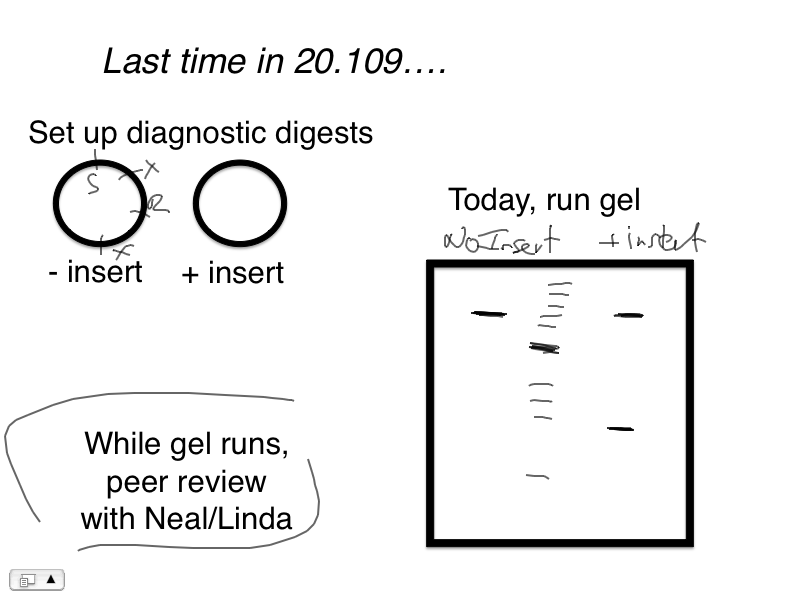 Last time in 20.109….
Set up diagnostic digests
S
X
R
X
- insert
+ insert
Today, run gel
No Insert
+ insert
While gel runs,
peer review
with Neal/Linda